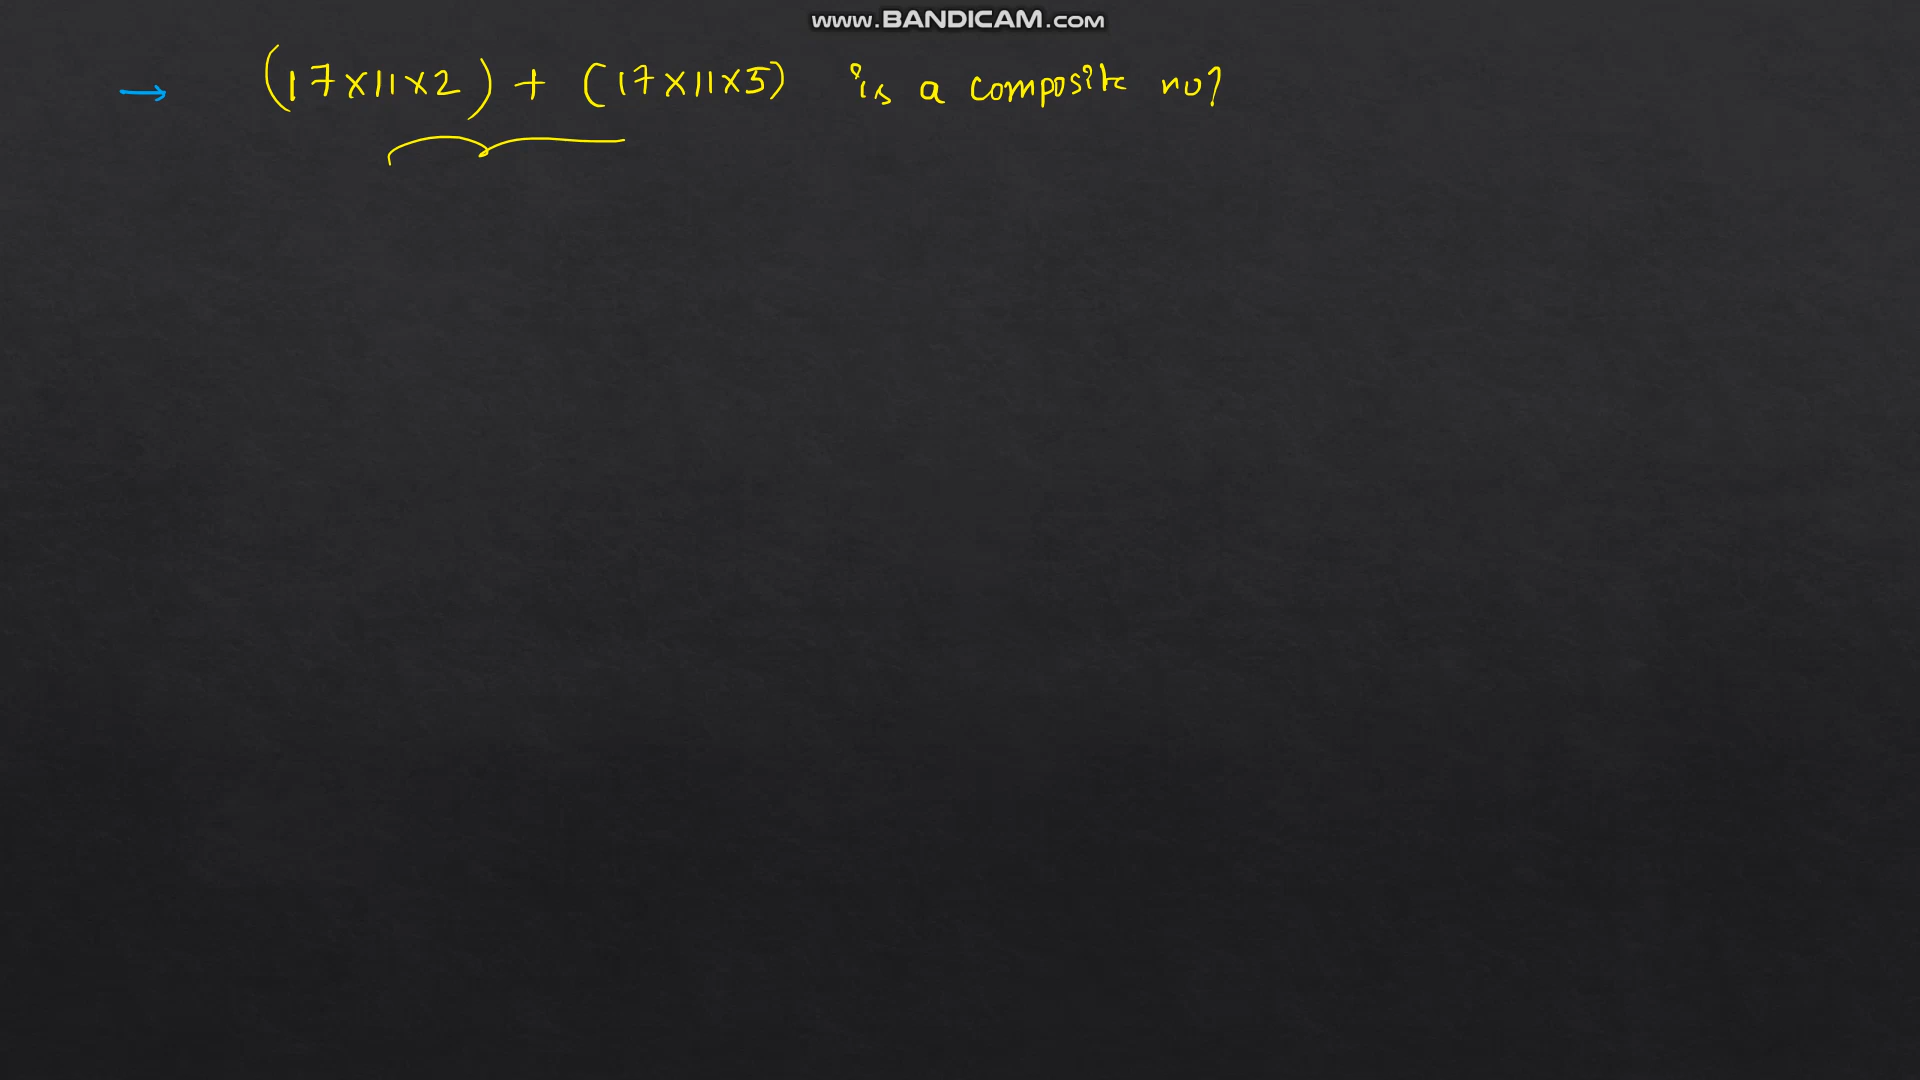 www.BANDICAM.com
→ (17×11×2) + (17×11×5) is a composite no?